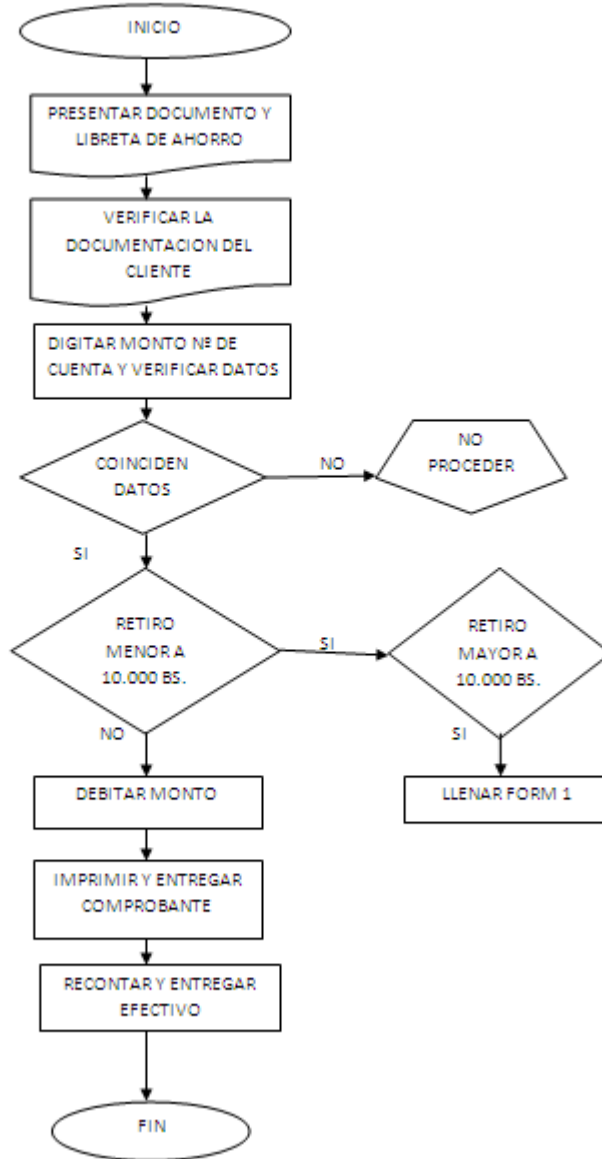 INICIO
PRESENTAR DOCUMENTO Y
LIBRETA DE AHORRO
VERIFICAR LA
DOCUMENTACION DEL
CLIENTE
DIGITAR MONTO Nº DE
CUENTA Y VERIFICAR DATOS
COINCIDEN
DATOS
NO
NO
PROCEDER
SI
RETIRO
MENOR A
10.000 BS.
SI
RETIRO
MAYOR A
10.000 BS.
NO
SI
DEBITAR MONTO
LLENAR FORM 1
IMPRIMIR Y ENTREGAR
COMPROBANTE
RECONTAR Y ENTREGAR
EFECTIVO
FIN